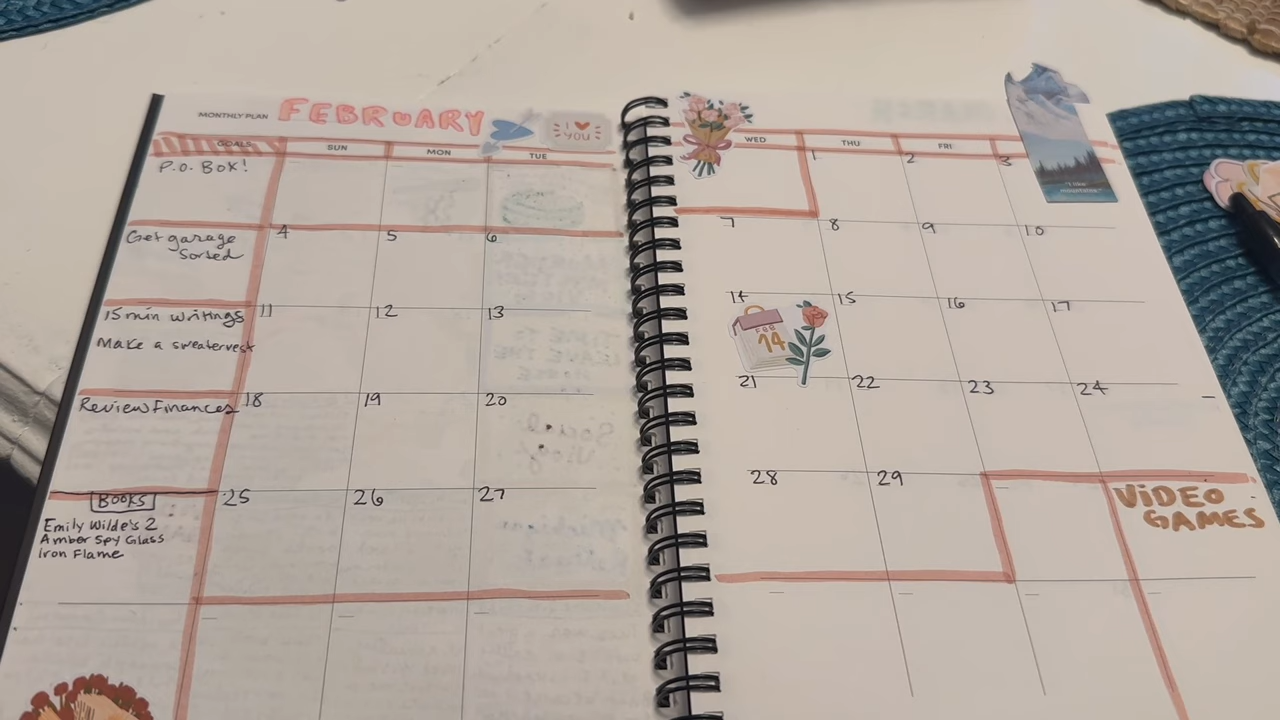 MONTHLY PLAN FEBRUARY
I ♥ YOU
GOALS SUN MON TUE WED THU FRI
P.O. BOX!
1 2 3
"I like mountains."
Get garage
Sorted
4 5 6 7 8 9 10
15 min writings
Make a sweatervest
11 12 13 14 15 16 17
FEB
14
Review Finances
18 19 20 21 22 23 24
BOOKS
Emily Wilde's 2
Amber Spy Glass
Iron Flame
25 26 27 28 29
VIDEO
GAMES